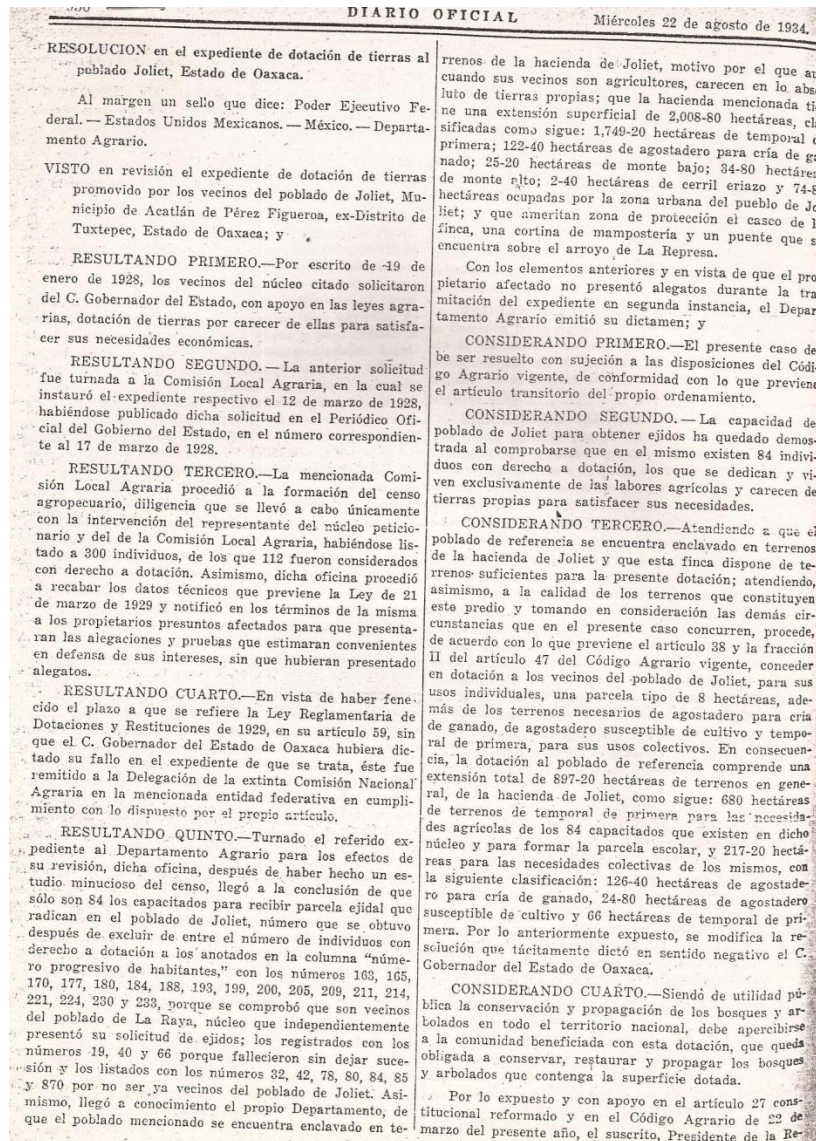 DIARIO OFICIAL
Miércoles 22 de agosto de 1934.
RESOLUCION en el expediente de dotación de tierras al
poblado Joliet, Estado de Oaxaca.
Al margen un sello que dice: Poder Ejecutivo Fe-
deral. — Estados Unidos Mexicanos. — México. — Departa-
mento Agrario.
VISTO en revisión el expediente de dotación de tierras
promovido por los vecinos del poblado de Joliet, Mu-
nicipio de Acatlán de Pérez Figueroa, ex-Distrito de
Tuxtepec, Estado de Oaxaca; y
RESULTANDO PRIMERO.—Por escrito de 19 de
enero de 1928, los vecinos del núcleo citado solicitaron
del C. Gobernador del Estado, con apoyo en las leyes agra-
rias, dotación de tierras por carecer de ellas para satisfa-
cer sus necesidades económicas.
RESULTANDO SEGUNDO. — La anterior solicitud
fue turnada a la Comisión Local Agraria, en la cual se
instauró el expediente respectivo el 12 de marzo de 1928,
habiéndose publicado dicha solicitud en el Periódico Ofi-
cial del Gobierno del Estado, en el número correspondien-
te al 17 de marzo de 1928.
RESULTANDO TERCERO.—La mencionada Comi-
sión Local Agraria procedió a la formación del censo
agropecuario, diligencia que se llevó a cabo únicamente
con la intervención del representante del núcleo peticio-
nario y del de la Comisión Local Agraria, habiéndose lis-
tado a 300 individuos, de los que 112 fueron considerados
con derecho a dotación. Asimismo, dicha oficina procedió
a recabar los datos técnicos que previene la Ley de 21
de marzo de 1929 y notificó en los términos de la misma
a los propietarios presuntos afectados para que presenta-
ran las alegaciones y pruebas que estimaran convenientes
en defensa de sus intereses, sin que hubieran presentado
alegatos.
RESULTANDO CUARTO.—En vista de haber fene-
cido el plazo a que se refiere la Ley Reglamentaria de
Dotaciones y Restituciones de 1929, en su artículo 59, sin
que el C. Gobernador del Estado de Oaxaca hubiera dic-
tado su fallo en el expediente de que se trata, éste fue
remitido a la Delegación de la extinta Comisión Nacional
Agraria en la mencionada entidad federativa en cumpli-
miento con lo dispuesto por el propio artículo.
RESULTANDO QUINTO.—Turnado el referido ex-
pediente al Departamento Agrario para los efectos de
su revisión, dicha oficina, después de haber hecho un es-
tudio minucioso del censo, llegó a la conclusión de que
sólo son 84 los capacitados para recibir parcela ejidal que
radican en el poblado de Joliet, número que se obtuvo
después de excluir de entre el número de individuos con
derecho a dotación a los anotados en la columna "núme-
ro progresivo de habitantes," con los números 163, 165,
170, 177, 180, 184, 188, 193, 199, 200, 205, 209, 211, 214,
221, 224, 230 y 233, porque se comprobó que son vecinos
del poblado de La Raya, núcleo que independientemente
presentó su solicitud de ejidos; los registrados con los
números 19, 40 y 66 porque fallecieron sin dejar suce-
sión y los listados con los números 32, 42, 78, 80, 84, 85
y 870 por no ser ya vecinos del poblado de Joliet. Asi-
mismo, llegó a conocimiento el propio Departamento, de
que el poblado mencionado se encuentra enclavado en te-
rrenos de la hacienda de Joliet, motivo por el que au
cuando sus vecinos son agricultores, carecen en lo abso
luto de tierras propias; que la hacienda mencionada tie
ne una extensión superficial de 2,008-80 hectáreas, cla
sificadas como sigue: 1,749-20 hectáreas de temporal d
primera; 122-40 hectáreas de agostadero para cría de ga
nado; 25-20 hectáreas de monte bajo; 34-80 hectáre
de monte alto; 2-40 hectáreas de cerril eriazo y 74-8
hectáreas ocupadas por la zona urbana del pueblo de Jo
liet; y que ameritan zona de protección el casco de l
finca, una cortina de mampostería y un puente que s
encuentra sobre el arroyo de La Represa.
Con los elementos anteriores y en vista de que el pro
pietario afectado no presentó alegatos durante la tra
mitación del expediente en segunda instancia, el Depar
tamento Agrario emitió su dictamen; y
CONSIDERANDO PRIMERO.—El presente caso de
be ser resuelto con sujeción a las disposiciones del Códi
go Agrario vigente, de conformidad con lo que previene
el artículo transitorio del propio ordenamiento.
CONSIDERANDO SEGUNDO. — La capacidad de
poblado de Joliet para obtener ejidos ha quedado demos-
trada al comprobarse que en el mismo existen 84 indivi-
duos con derecho a dotación, los que se dedican y vi-
ven exclusivamente de las labores agrícolas y carecen de
tierras propias para satisfacer sus necesidades.
CONSIDERANDO TERCERO.—Atendiendo a que el
poblado de referencia se encuentra enclavado en terrenos
de la hacienda de Joliet y que esta finca dispone de te-
rrenos suficientes para la presente dotación; atendiendo,
asimismo, a la calidad de los terrenos que constituyen
este predio y tomando en consideración las demás cir-
cunstancias que en el presente caso concurren, procede,
de acuerdo con lo que previene el artículo 38 y la fracción
II del artículo 47 del Código Agrario vigente, conceder
en dotación a los vecinos del poblado de Joliet, para sus
usos individuales, una parcela tipo de 8 hectáreas, ade-
más de los terrenos necesarios de agostadero para cría
de ganado, de agostadero susceptible de cultivo y tempo-
ral de primera, para sus usos colectivos. En consecuen-
cia, la dotación al poblado de referencia comprende una
extensión total de 897-20 hectáreas de terrenos en gene-
ral, de la hacienda de Joliet, como sigue: 680 hectáreas
de terrenos de temporal de primera para las necesida-
des agrícolas de los 84 capacitados que existen en dicho
núcleo y para formar la parcela escolar, y 217-20 hectá-
reas para las necesidades colectivas de los mismos, con
la siguiente clasificación: 126-40 hectáreas de agostade-
ro para cría de ganado, 24-80 hectáreas de agostadero
susceptible de cultivo y 66 hectáreas de temporal de pri-
mera. Por lo anteriormente expuesto, se modifica la re-
solución que tácitamente dictó en sentido negativo el C.
Gobernador del Estado de Oaxaca.
CONSIDERANDO CUARTO.—Siendo de utilidad pú-
blica la conservación y propagación de los bosques y ar-
bolados en todo el territorio nacional, debe apercibirse
a la comunidad beneficiada con esta dotación, que queda
obligada a conservar, restaurar y propagar los bosques
y arbolados que contenga la superficie dotada.
Por lo expuesto y con apoyo en el artículo 27 cons-
titucional reformado y en el Código Agrario de 22 de
marzo del presente año, el suscrito, Presidente de la Re-